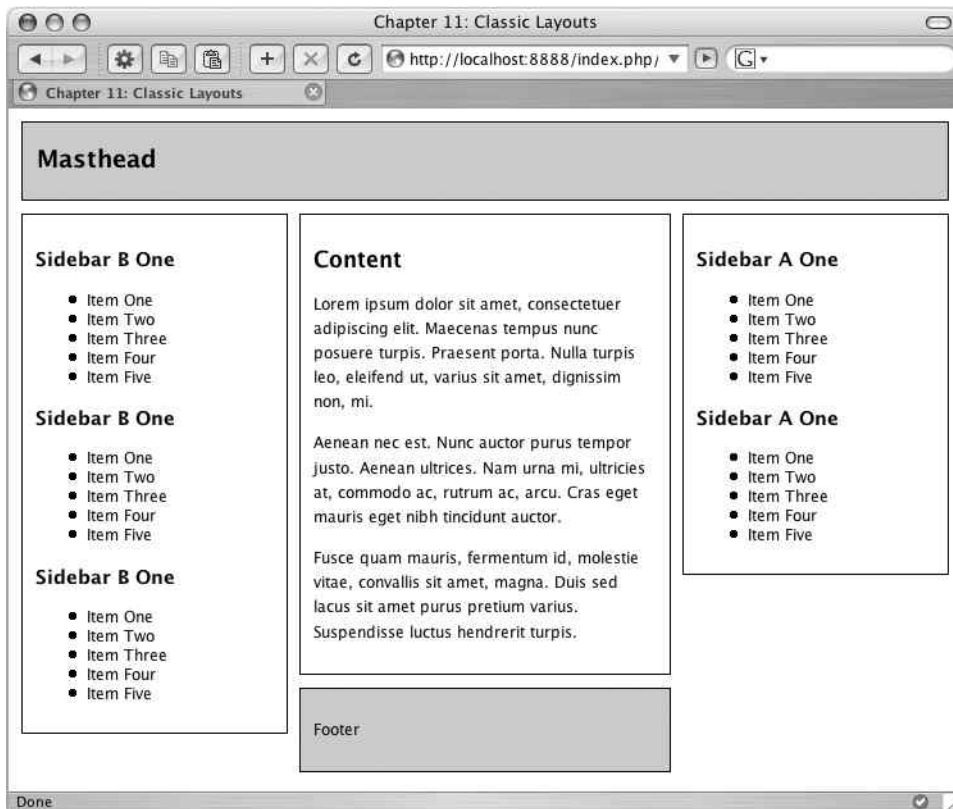 Chapter 11: Classic Layouts
http://localhost:8888/index.php/
G
Chapter 11: Classic Layouts
Masthead
Sidebar B One
Item One
Item Two
Item Three
Item Four
Item Five
Sidebar B One
Item One
Item Two
Item Three
Item Four
Item Five
Sidebar B One
Item One
Item Two
Item Three
Item Four
Item Five
Content
Lorem ipsum dolor sit amet, consectetuer
adipiscing elit. Maecenas tempus nunc
posuere turpis. Praesent porta. Nulla turpis
leo, eleifend ut, varius sit amet, dignissim
non, mi.
Aenean nec est. Nunc auctor purus tempor
justo. Aenean ultrices. Nam urna mi, ultricies
at, commodo ac, rutrum ac, arcu. Cras eget
mauris eget nibh tincidunt auctor.
Fusce quam mauris, fermentum id, molestie
vitae, convallis sit amet, magna. Duis sed
lacus sit amet purus pretium varius.
Suspendisse luctus hendrerit turpis.
Sidebar A One
Item One
Item Two
Item Three
Item Four
Item Five
Sidebar A One
Item One
Item Two
Item Three
Item Four
Item Five
Footer
Done